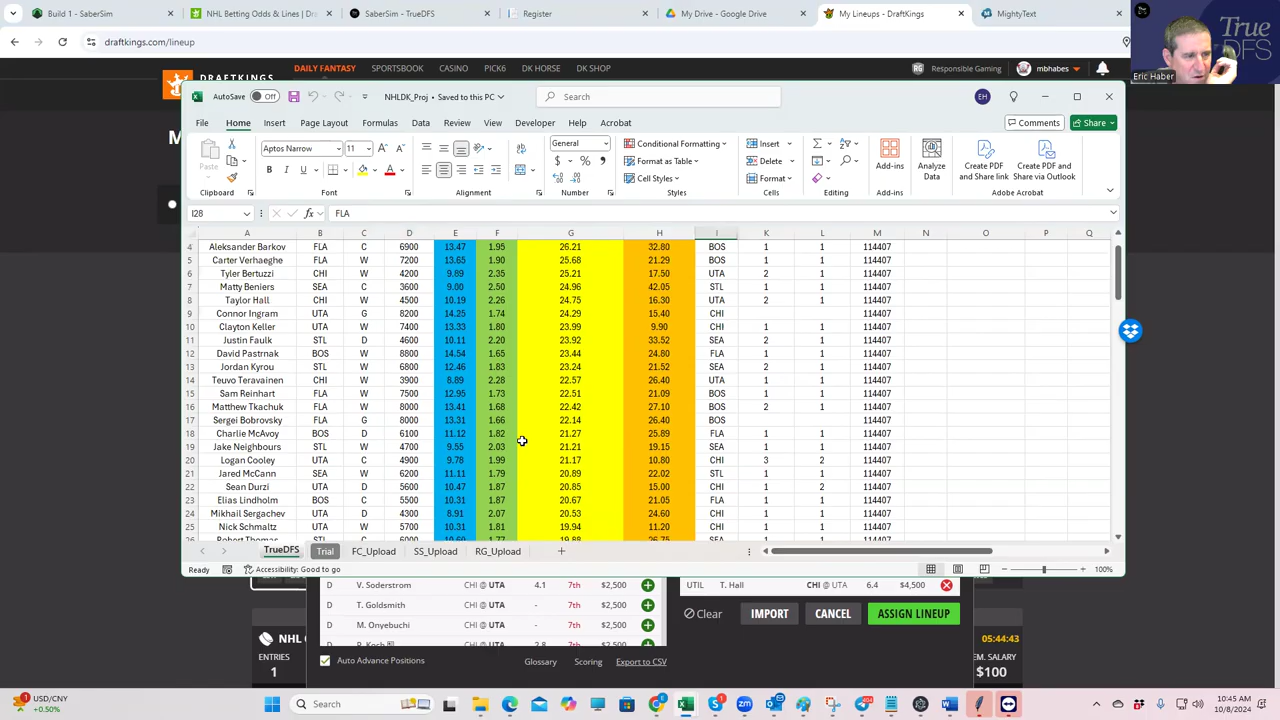 Build 1 - SaberSim
NHL Betting Odds & Lines
SaberSim - TrueDFS
Register
My Drive - Google Drive
My Lineups - DraftKings
MightyText
draftkings.com/lineup
True
DFS
Eric Haber
DRAFTKINGS
DAILY FANTASY SPORTSBOOK CASINO PICK6 DK HORSE DK SHOP
RG Responsible Gaming mbhabes
M
AutoSave Off NHLDK_Proj • Saved to this PC Search EH
File Home Insert Page Layout Formulas Data Review View Developer Help Acrobat Comments Share
Paste
Aptos Narrow 11
General
Conditional Formatting
Format as Table
Cell Styles
Insert
Delete
Format
Add-ins
Analyze Data
Create PDF and Share link
Create PDF and Share via Outlook
Clipboard Font Alignment Number Styles Cells Editing Add-ins Adobe Acrobat
I28 fx FLA
A B C D E F G H I K L M N O P Q
4 Aleksander Barkov FLA C 6900 13.47 1.95 26.21 32.80 BOS 1 1 114407
5 Carter Verhaeghe FLA W 7200 13.65 1.90 25.68 21.29 BOS 1 1 114407
6 Tyler Bertuzzi CHI W 4200 9.89 2.35 25.21 17.50 UTA 2 1 114407
7 Matty Beniers SEA C 3600 9.00 2.50 24.96 42.05 STL 1 1 114407
8 Taylor Hall CHI W 4500 10.19 2.26 24.75 16.30 UTA 2 1 114407
9 Connor Ingram UTA G 8200 14.25 1.74 24.29 15.40 CHI 114407
10 Clayton Keller UTA W 7400 13.33 1.80 23.99 9.90 CHI 1 1 114407
11 Justin Faulk STL D 4600 10.11 2.20 23.92 33.52 SEA 2 1 114407
12 David Pastrnak BOS W 8800 14.54 1.65 23.44 24.80 FLA 1 1 114407
13 Jordan Kyrou STL W 6800 12.46 1.83 23.24 21.52 SEA 2 1 114407
14 Teuvo Teravainen CHI W 3900 8.89 2.28 22.57 26.40 UTA 1 1 114407
15 Sam Reinhart FLA W 7500 12.95 1.73 22.51 21.09 BOS 1 1 114407
16 Matthew Tkachuk FLA W 8000 13.41 1.68 22.42 27.10 BOS 2 1 114407
17 Sergei Bobrovsky FLA G 8000 13.31 1.66 22.14 26.40 BOS 114407
18 Charlie McAvoy BOS D 6100 11.12 1.82 21.27 25.89 FLA 1 1 114407
19 Jake Neighbours STL W 4700 9.55 2.03 21.21 19.15 SEA 1 1 114407
20 Logan Cooley UTA C 4900 9.78 1.99 21.17 10.80 CHI 3 2 114407
21 Jared McCann SEA W 6200 11.11 1.79 20.89 22.02 STL 1 1 114407
22 Sean Durzi UTA D 5600 10.47 1.87 20.85 15.00 CHI 1 2 114407
23 Elias Lindholm BOS C 5500 10.31 1.87 20.67 21.05 FLA 1 1 114407
24 Mikhail Sergachev UTA D 4300 8.91 2.07 20.53 24.60 CHI 1 1 114407
25 Nick Schmaltz UTA W 5700 10.31 1.81 19.94 11.20 CHI 1 1 114407
TrueDFS Trial FC_Upload SS_Upload RG_Upload
Ready Accessibility: Good to go 100%
D V. Soderstrom CHI @ UTA 4.1 7th $2,500
D T. Goldsmith CHI @ UTA - 7th $2,500
D M. Onyebuchi CHI @ UTA - 7th $2,500
UTIL T. Hall CHI @ UTA 6.4 $4,500
Clear IMPORT CANCEL ASSIGN LINEUP
Auto Advance Positions Glossary Scoring Export to CSV
NHL
ENTRIES
1
05:44:43
EM. SALARY
$100
USD/CNY
+0.50%
Search
10:45 AM
10/8/2024